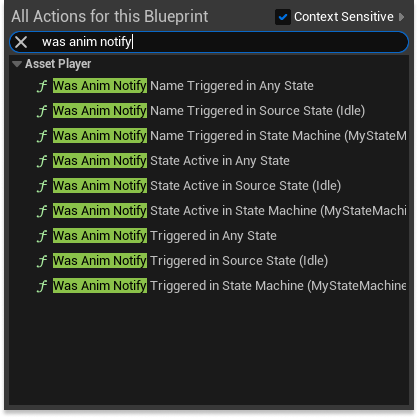 All Actions for this Blueprint
Context Sensitive
was anim notify
Asset Player
Was Anim Notify Name Triggered in Any State
Was Anim Notify Name Triggered in Source State (Idle)
Was Anim Notify Name Triggered in State Machine (MyStateM
Was Anim Notify State Active in Any State
Was Anim Notify State Active in Source State (Idle)
Was Anim Notify State Active in State Machine (MyStateMachi
Was Anim Notify Triggered in Any State
Was Anim Notify Triggered in Source State (Idle)
Was Anim Notify Triggered in State Machine (MyStateMachine